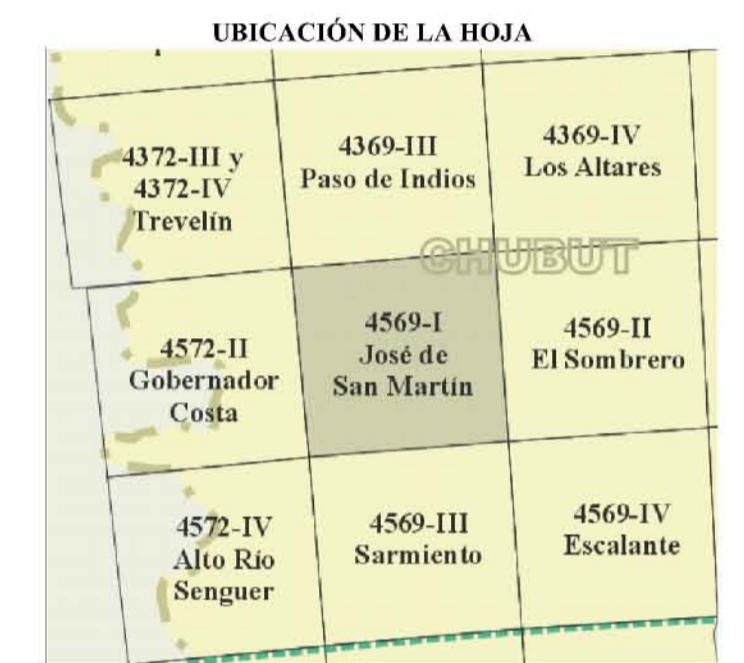 UBICACIÓN DE LA HOJA
4372-III y
4372-IV
Trevelín
4369-III
Paso de Indios
4369-IV
Los Altares
CHUBUT
4572-II
Gobernador
Costa
4569-I
José de
San Martín
4569-II
El Sombrero
4572-IV
Alto Río
Senguer
4569-III
Sarmiento
4569-IV
Escalante